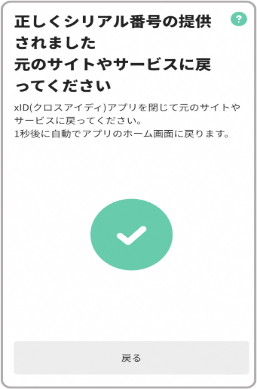 正しくシリアル番号の提供
されました
元のサイトやサービスに戻
ってください
xID(クロスアイディ)アプリを閉じて元のサイトや
サービスに戻ってください。
1秒後に自動でアプリのホーム画面に戻ります。
?
戻る